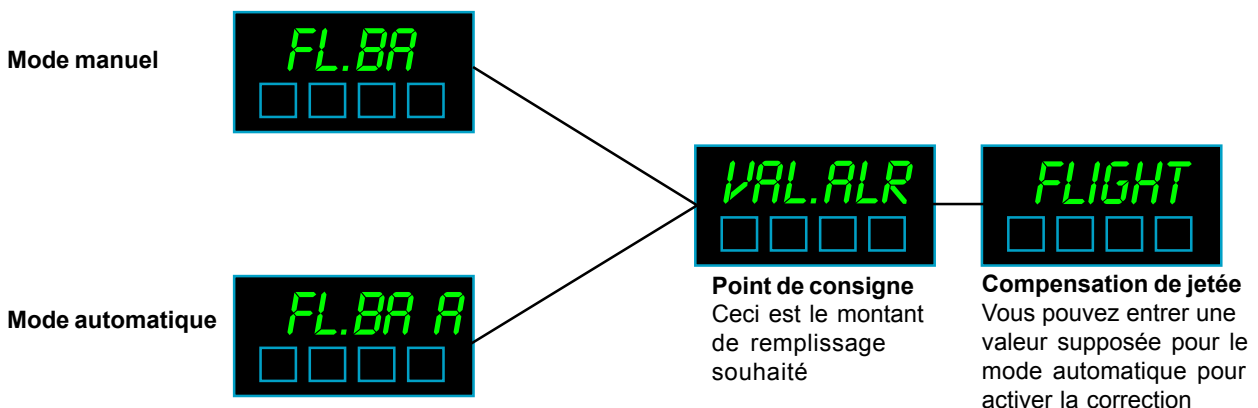 Mode manuel
FL.BA
VAL.ALR
FLIGHT
Point de consigne
Ceci est le montant
de remplissage
souhaité
Compensation de jetée
Vous pouvez entrer une
valeur supposée pour le
mode automatique pour
activer la correction
Mode automatique
FL.BA A